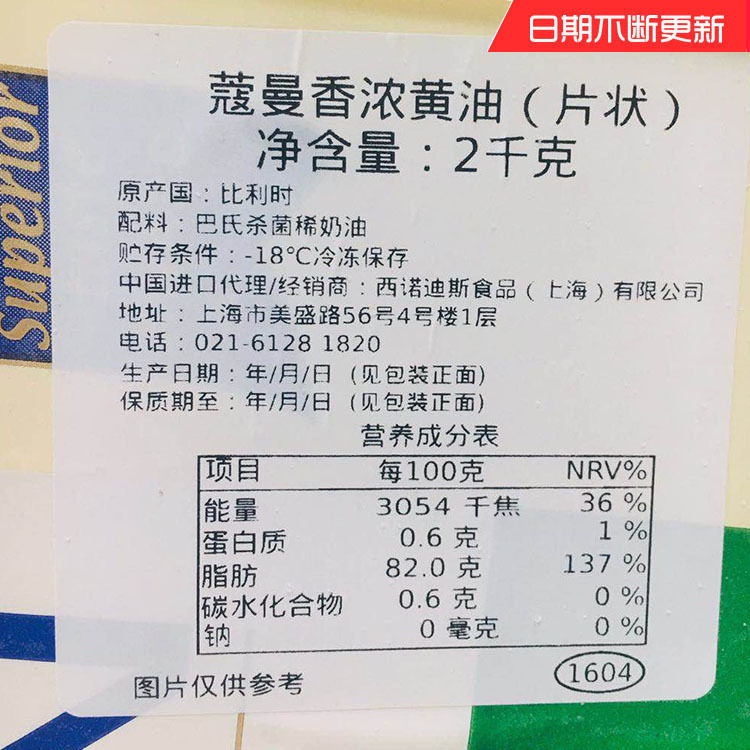 日期不断更新
Superior
蔻曼香浓黄油（片状）
净含量：2千克
原产国：比利时
配料：巴氏杀菌稀奶油
贮存条件：-18°C冷冻保存
中国进口代理/经销商：西诺迪斯食品（上海）有限公司
地址：上海市美盛路56号4号楼1层
电话：021-6128 1820
生产日期：年/月/日（见包装正面）
保质期至：年/月/日（见包装正面）
营养成分表
项目 每100克 NRV%
能量 3054 千焦 36 %
蛋白质 0.6 克 1 %
脂肪 82.0 克 137 %
碳水化合物 0.6 克 0 %
钠 0 毫克 0 %
图片仅供参考 1604